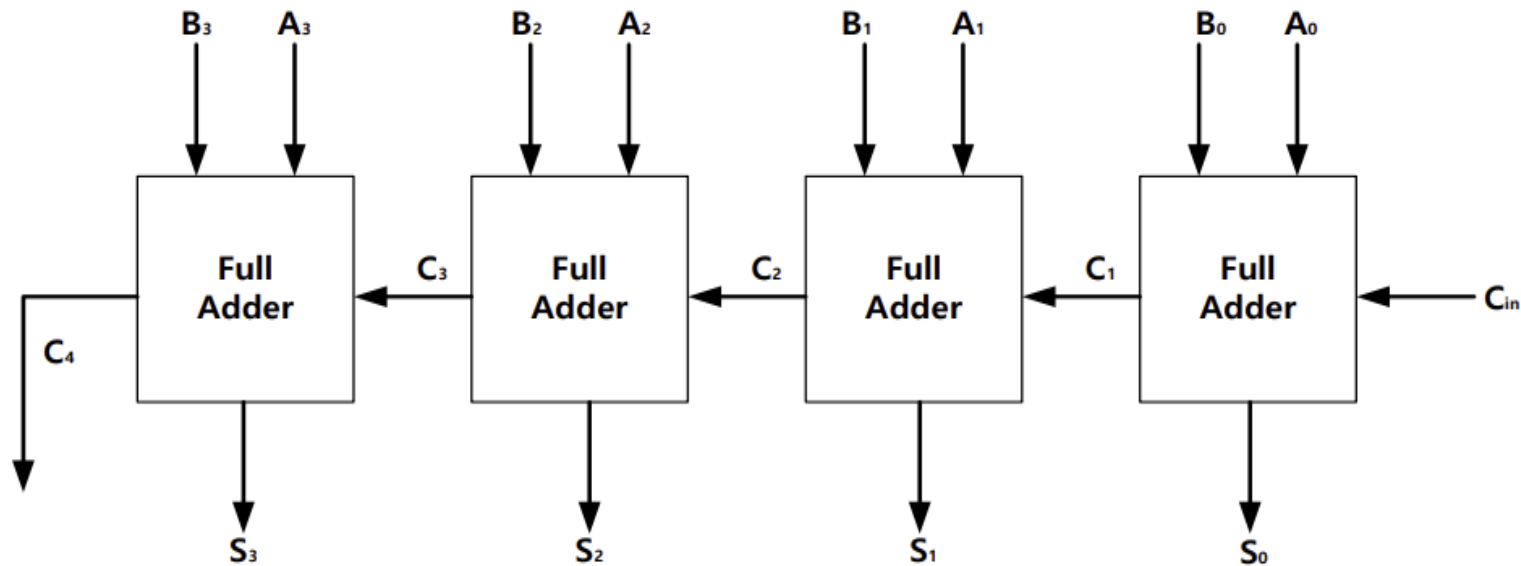 B₃ A₃ B₂ A₂ B₁ A₁ B₀ A₀
Full Adder
C₃
Full Adder
C₂
Full Adder
C₁
Full Adder
Cin
C₄
S₃ S₂ S₁ S₀